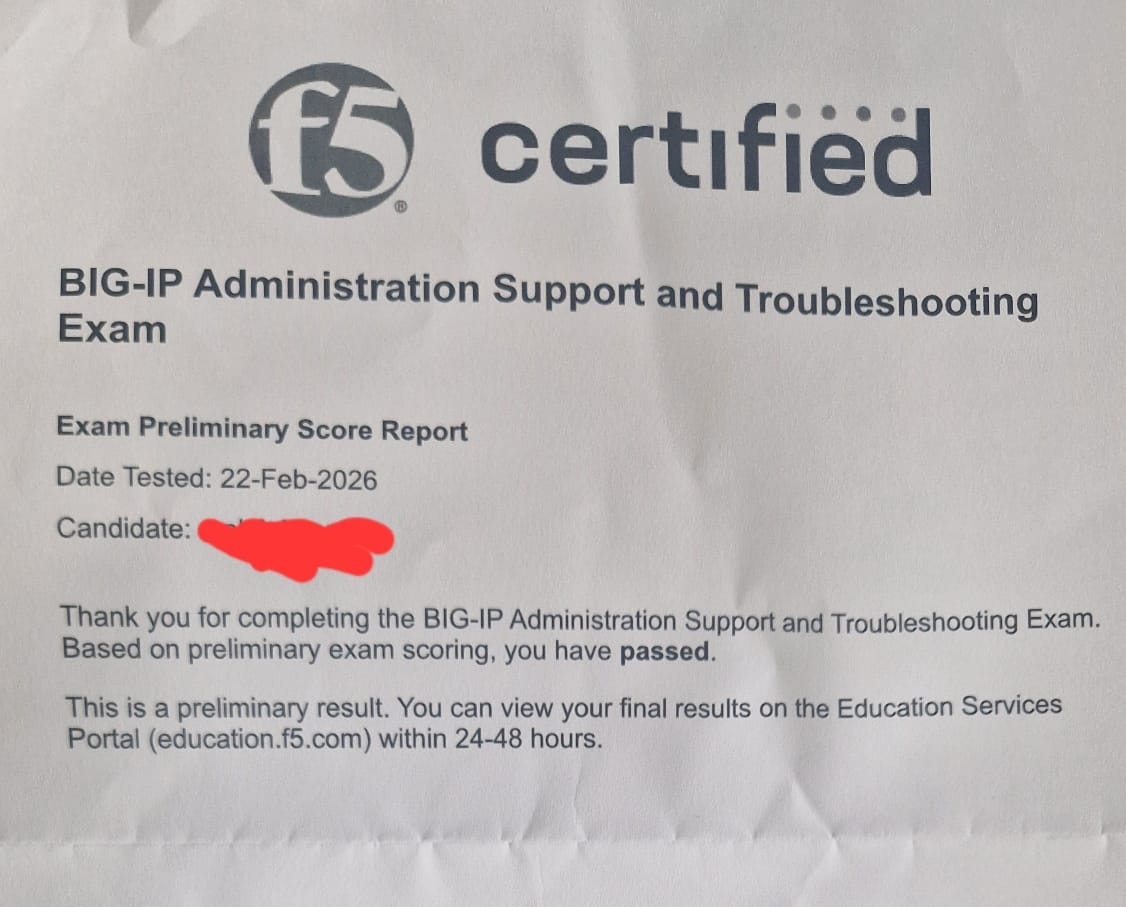 f5® certified
BIG-IP Administration Support and Troubleshooting
Exam
Exam Preliminary Score Report
Date Tested: 22-Feb-2026
Candidate:
Thank you for completing the BIG-IP Administration Support and Troubleshooting Exam.
Based on preliminary exam scoring, you have passed.
This is a preliminary result. You can view your final results on the Education Services
Portal (education.f5.com) within 24-48 hours.